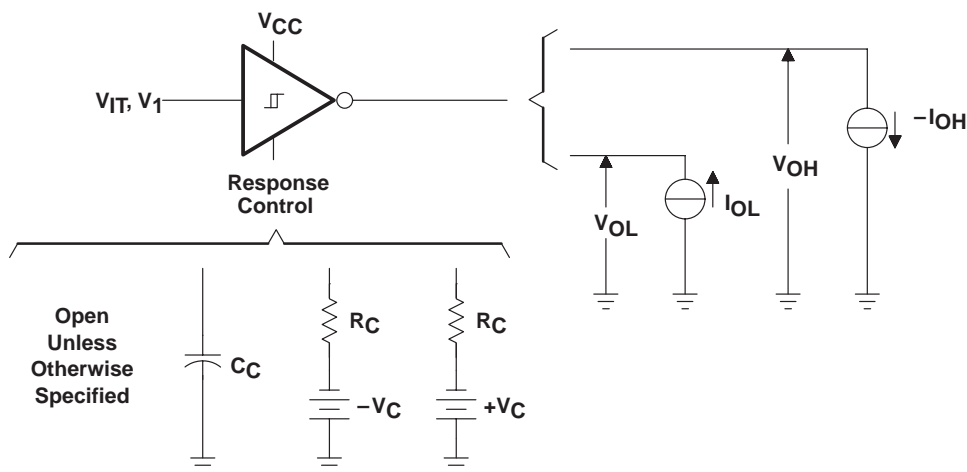 VCC
VIT, V1
Response
Control
–IOH
VOH
IOL
VOL
Open
Unless
Otherwise
Specified
CC
RC
–VC
RC
+VC